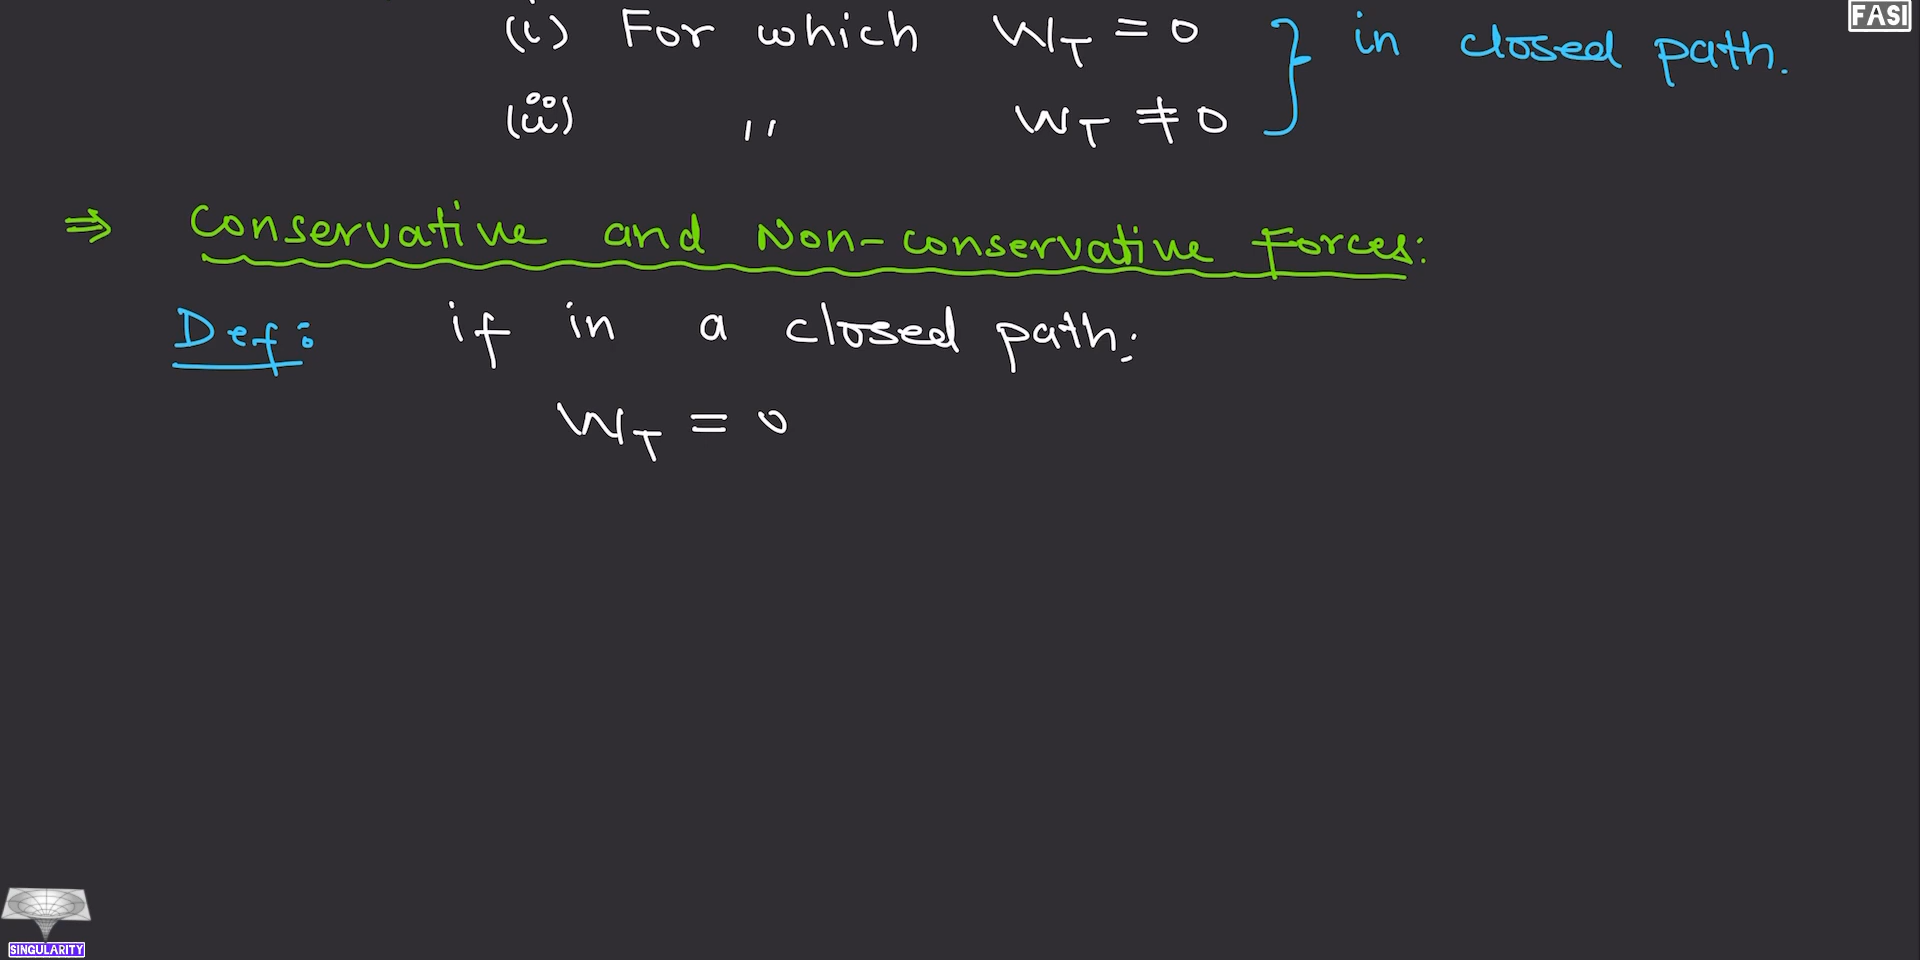 (i) For which W_T = 0 } in closed path.
FASI
(ii) " W_T ≠ 0
⇒ Conservative and Non-conservative Forces:
Def: if in a closed path:
W_T = 0
SINGULARITY